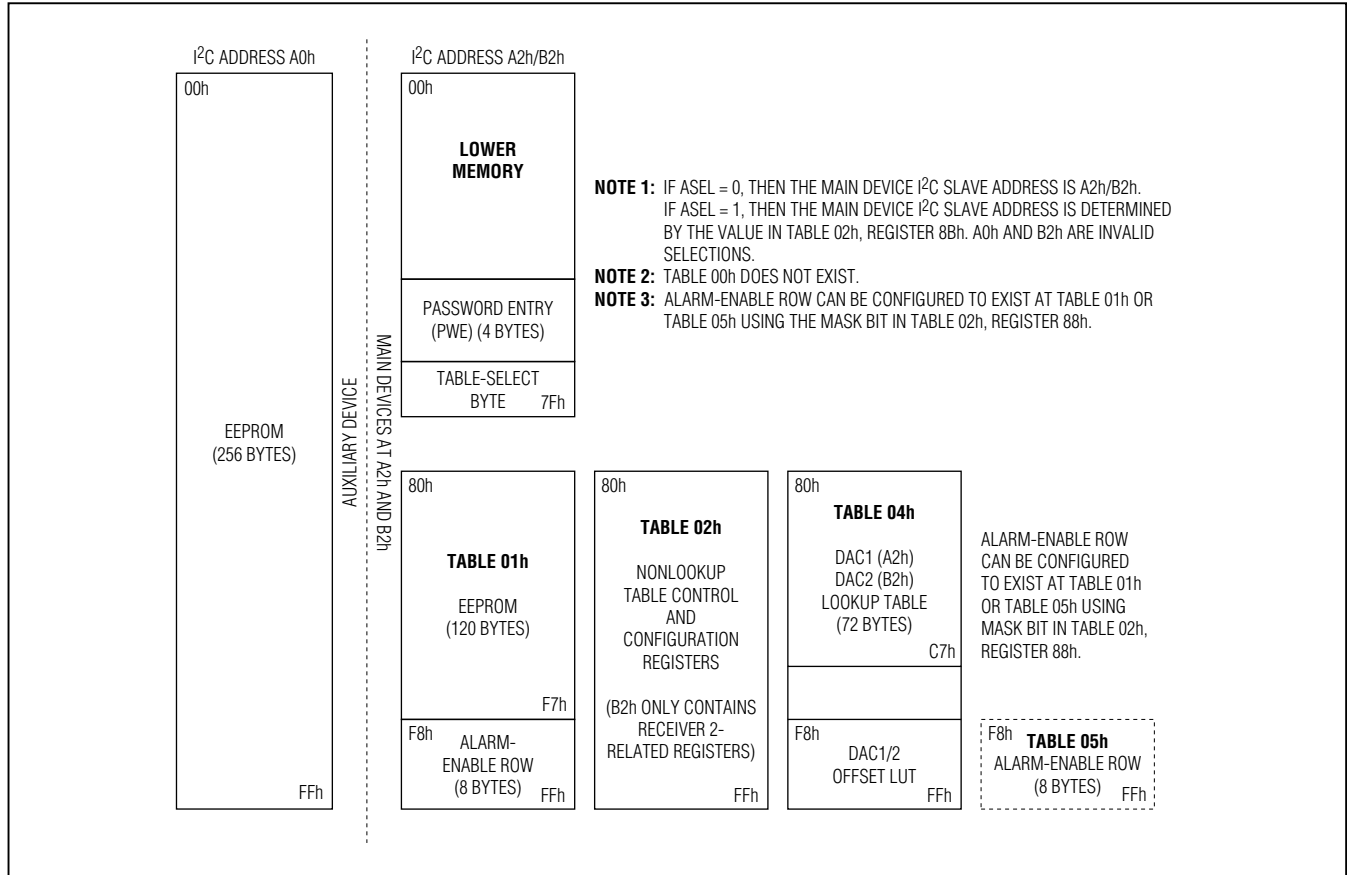 I2C ADDRESS A0h
00h
EEPROM
(256 BYTES)
FFh
AUXILIARY DEVICE
MAIN DEVICES AT A2h AND B2h
I2C ADDRESS A2h/B2h
00h
LOWER
MEMORY
PASSWORD ENTRY
(PWE) (4 BYTES)
TABLE-SELECT
BYTE 7Fh
NOTE 1: IF ASEL = 0, THEN THE MAIN DEVICE I2C SLAVE ADDRESS IS A2h/B2h.
IF ASEL = 1, THEN THE MAIN DEVICE I2C SLAVE ADDRESS IS DETERMINED
BY THE VALUE IN TABLE 02h, REGISTER 8Bh. A0h AND B2h ARE INVALID
SELECTIONS.
NOTE 2: TABLE 00h DOES NOT EXIST.
NOTE 3: ALARM-ENABLE ROW CAN BE CONFIGURED TO EXIST AT TABLE 01h OR
TABLE 05h USING THE MASK BIT IN TABLE 02h, REGISTER 88h.
80h
TABLE 01h
EEPROM
(120 BYTES)
F7h
F8h
ALARM-
ENABLE ROW
(8 BYTES)
FFh
80h
TABLE 02h
NONLOOKUP
TABLE CONTROL
AND
CONFIGURATION
REGISTERS
(B2h ONLY CONTAINS
RECEIVER 2-
RELATED REGISTERS)
FFh
80h
TABLE 04h
DAC1 (A2h)
DAC2 (B2h)
LOOKUP TABLE
(72 BYTES)
C7h
F8h
DAC1/2
OFFSET LUT
FFh
ALARM-ENABLE ROW
CAN BE CONFIGURED
TO EXIST AT TABLE 01h
OR TABLE 05h USING
MASK BIT IN TABLE 02h,
REGISTER 88h.
F8h
TABLE 05h
ALARM-ENABLE ROW
(8 BYTES)
FFh